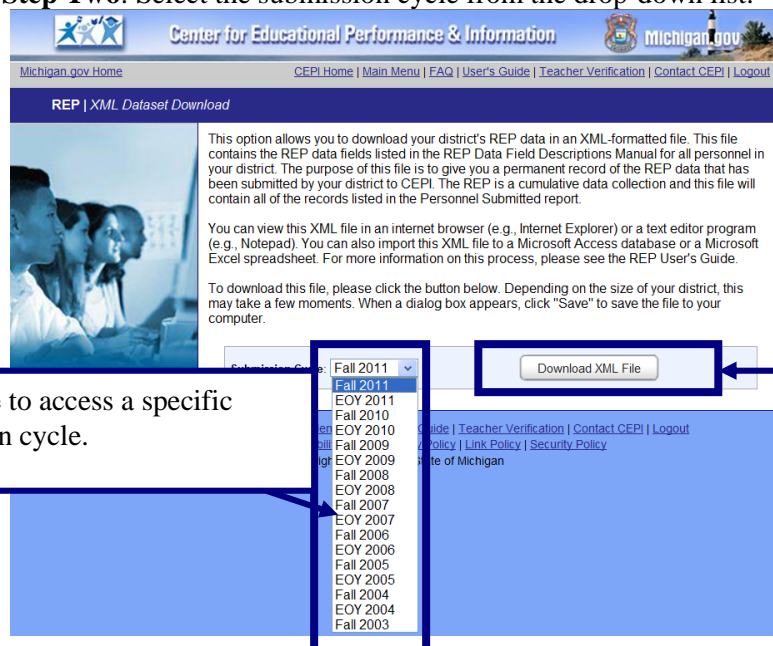 Step Two: Select the submission cycle from the drop-down list.
Center for Educational Performance & Information
Michigan.gov
Michigan.gov Home
CEPI Home | Main Menu | FAQ | User's Guide | Teacher Verification | Contact CEPI | Logout
REP | XML Dataset Download
This option allows you to download your district's REP data in an XML-formatted file. This file
contains the REP data fields listed in the REP Data Field Descriptions Manual for all personnel in
your district. The purpose of this file is to give you a permanent record of the REP data that has
been submitted by your district to CEPI. The REP is a cumulative data collection and this file will
contain all of the records listed in the Personnel Submitted report.
You can view this XML file in an internet browser (e.g., Internet Explorer) or a text editor program
(e.g., Notepad). You can also import this XML file to a Microsoft Access database or a Microsoft
Excel spreadsheet. For more information on this process, please see the REP User's Guide.
To download this file, please click the button below. Depending on the size of your district, this
may take a few moments. When a dialog box appears, click "Save" to save the file to your
computer.
Fall 2011
Download XML File
Fall 2011
EOY 2011
Fall 2010
EOY 2010
Fall 2009
EOY 2009
Fall 2008
EOY 2008
Fall 2007
EOY 2007
Fall 2006
EOY 2006
Fall 2005
EOY 2005
Fall 2004
EOY 2004
Fall 2003
to access a specific
cycle.
Guide | Teacher Verification | Contact CEPI | Logout
Policy | Link Policy | Security Policy
State of Michigan